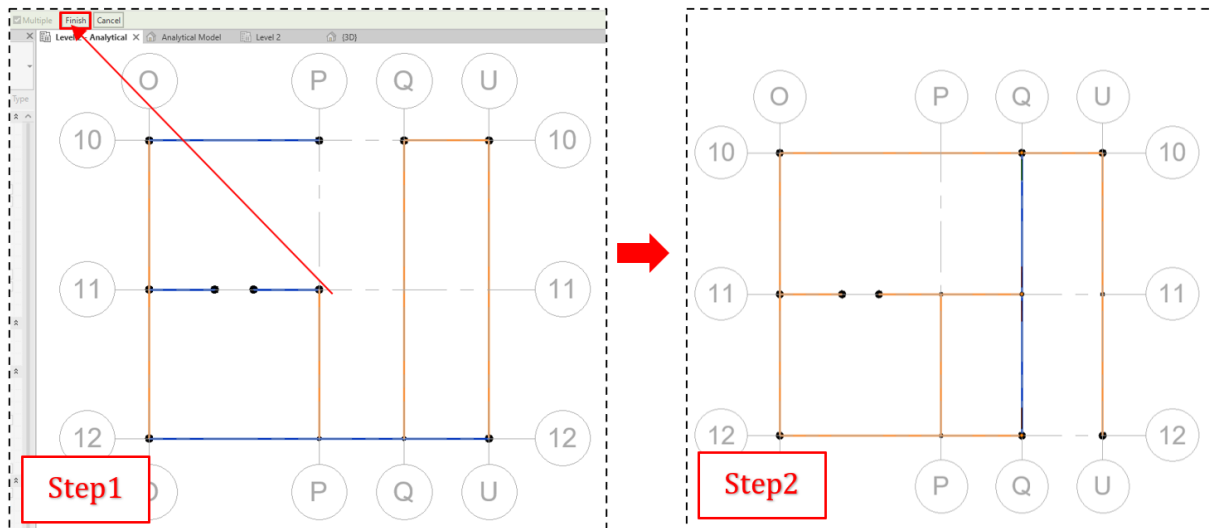 Multiple Finish Cancel
Level 2 - Analytical Analytical Model Level 2 {3D}
Type
O P Q U
10 10
11 11
12 12
P Q U
Step1
O P Q U
10 10
11 11
12 12
P Q U
Step2